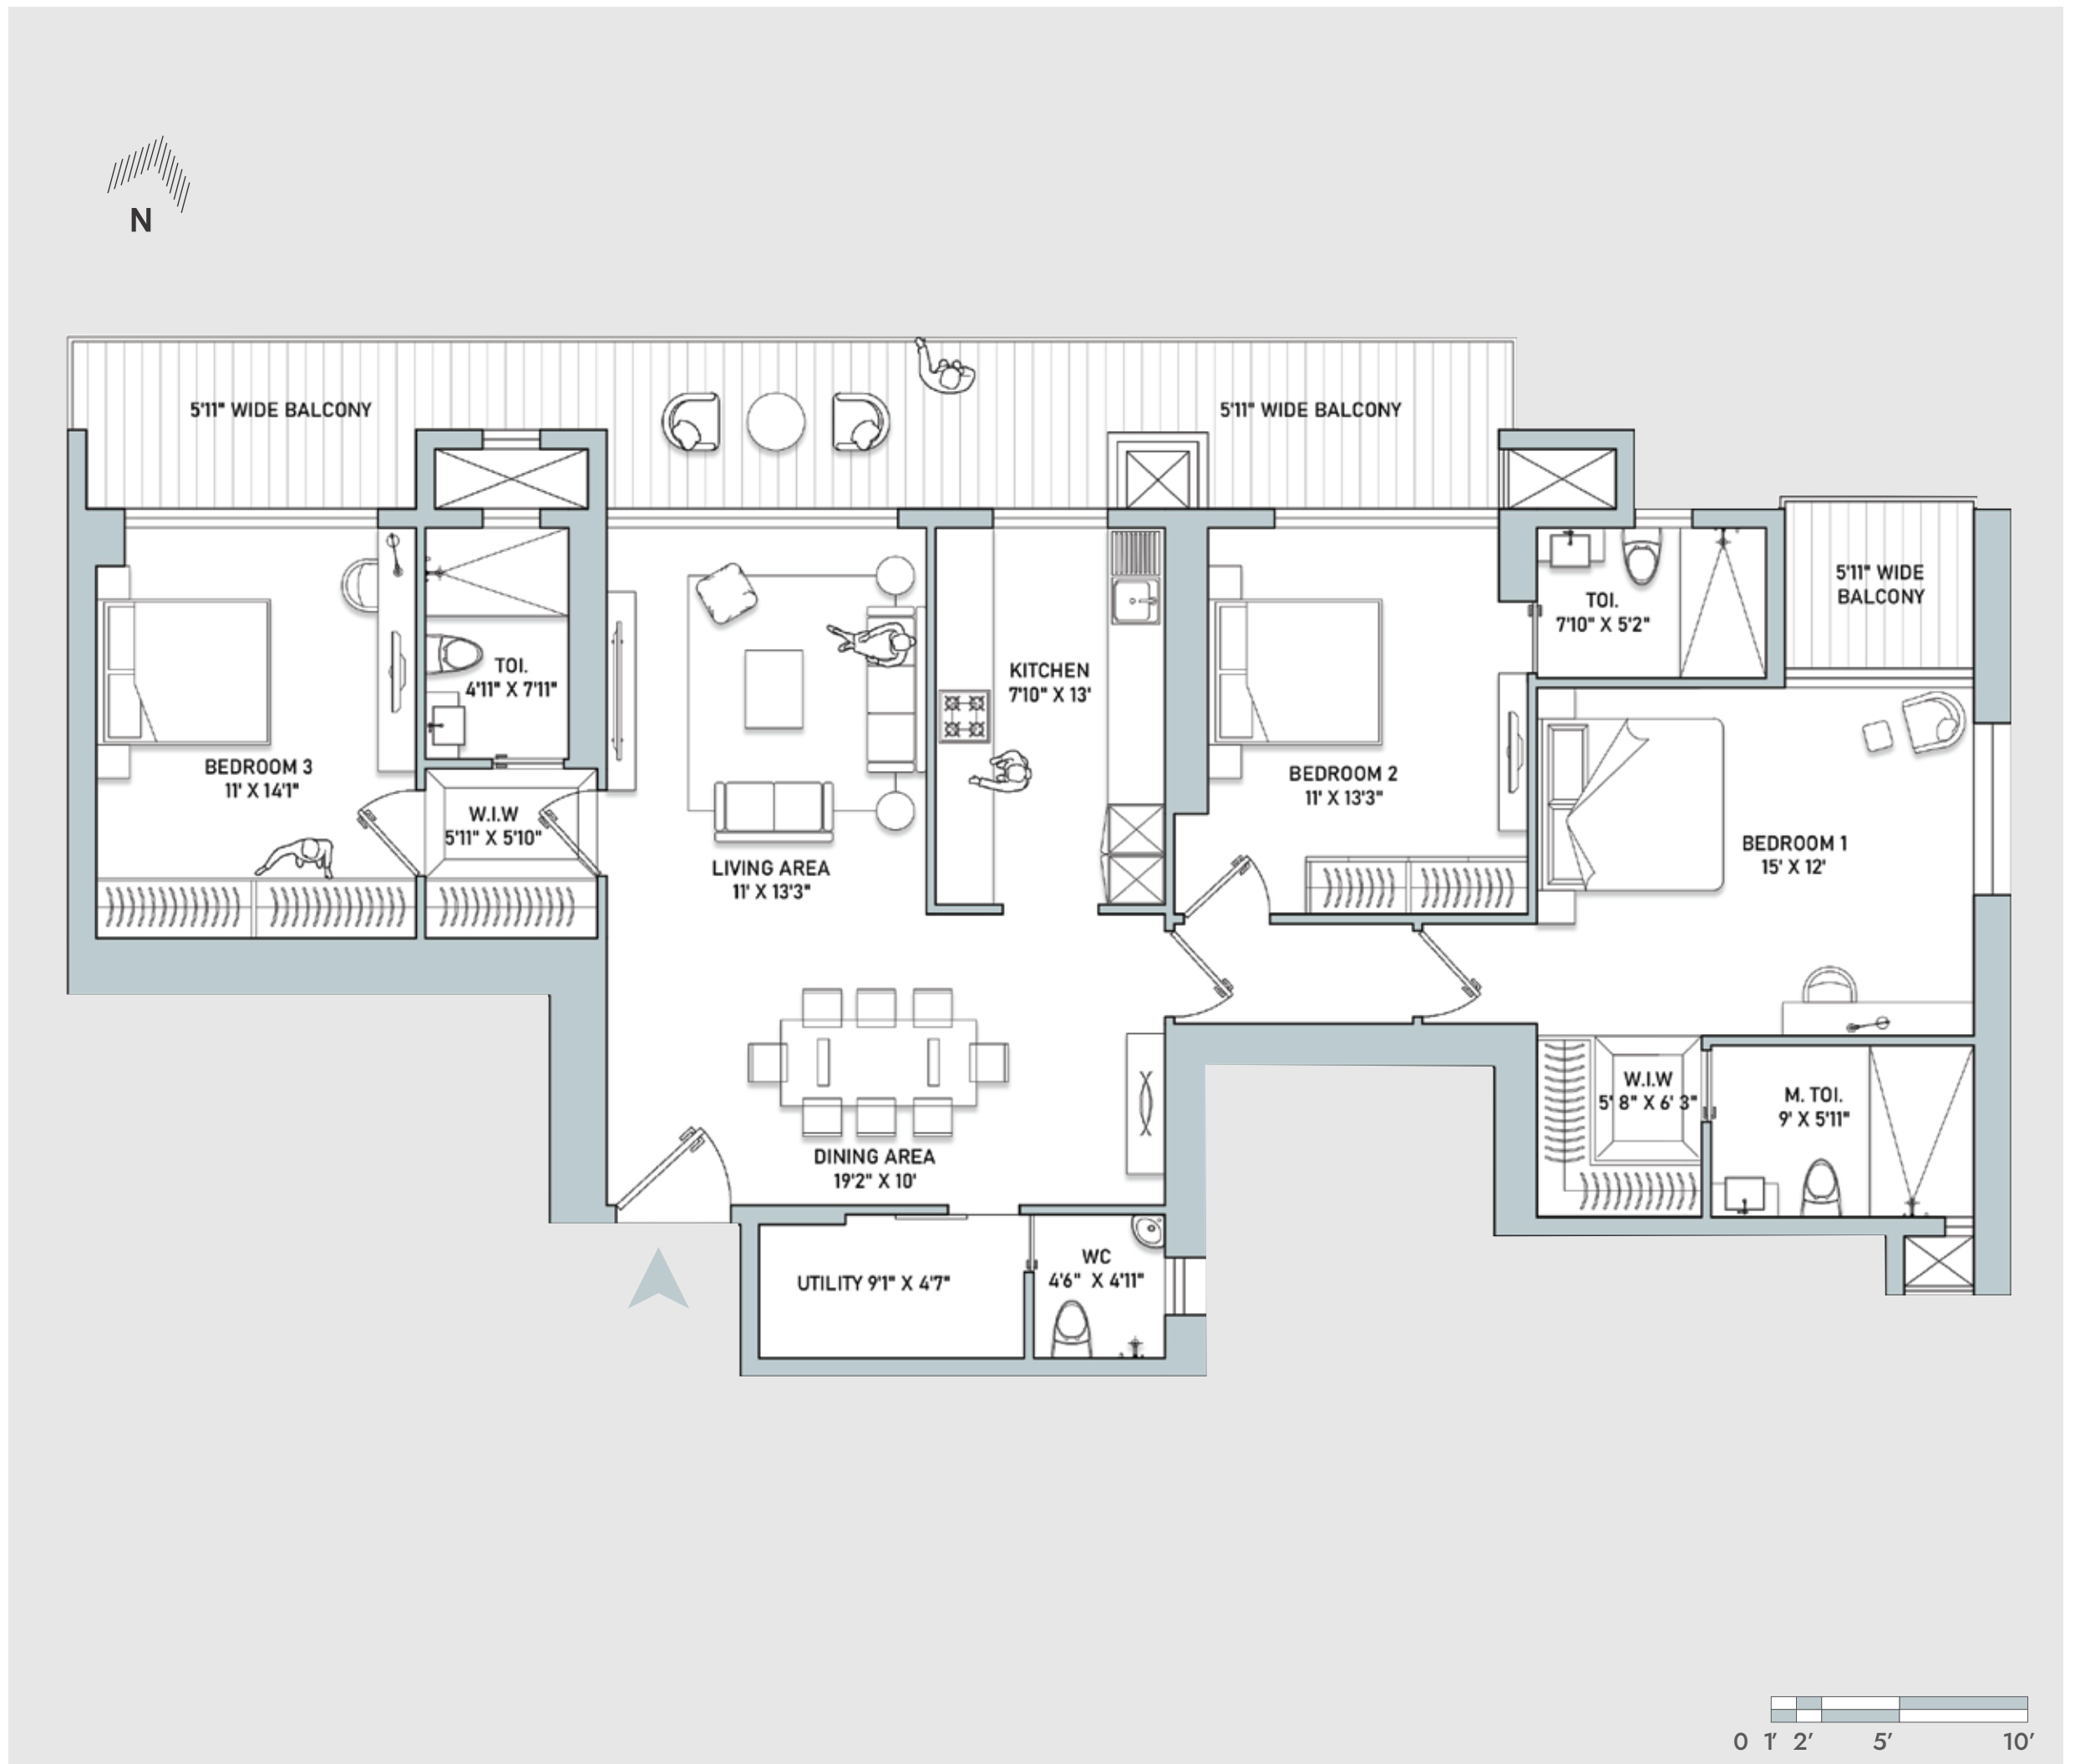 N
5'11" WIDE BALCONY
5'11" WIDE BALCONY
5'11" WIDE
BALCONY
TOI.
7'10" X 5'2"
TOI.
4'11" X 7'11"
KITCHEN
7'10" X 13'
BEDROOM 3
11' X 14'1"
BEDROOM 2
11' X 13'3"
W.I.W
5'11" X 5'10"
LIVING AREA
11' X 13'3"
BEDROOM 1
15' X 12'
W.I.W
5' 8" X 6' 3"
M. TOI.
9' X 5'11"
DINING AREA
19'2" X 10'
UTILITY 9'1" X 4'7"
WC
4'6" X 4'11"
0 1' 2' 5' 10'